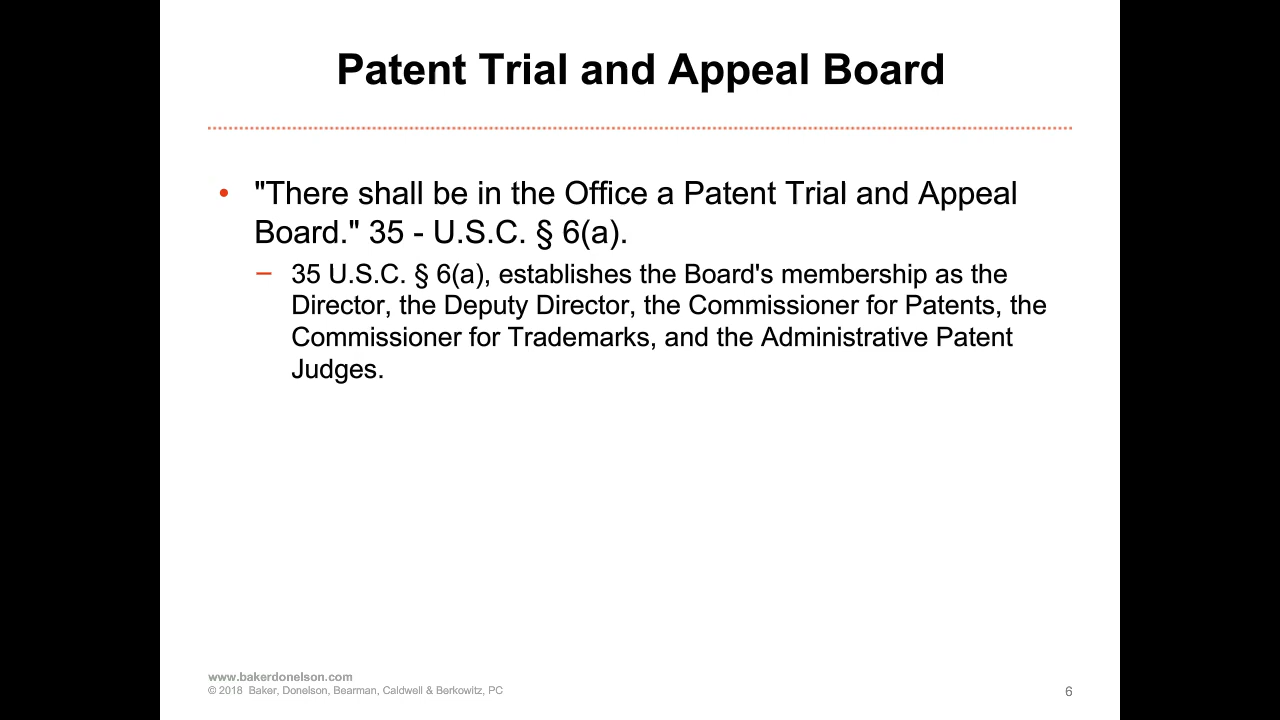 Patent Trial and Appeal Board
• "There shall be in the Office a Patent Trial and Appeal
Board." 35 - U.S.C. § 6(a).
– 35 U.S.C. § 6(a), establishes the Board's membership as the
Director, the Deputy Director, the Commissioner for Patents, the
Commissioner for Trademarks, and the Administrative Patent
Judges.
www.bakerdonelson.com
© 2018 Baker, Donelson, Bearman, Caldwell & Berkowitz, PC
6